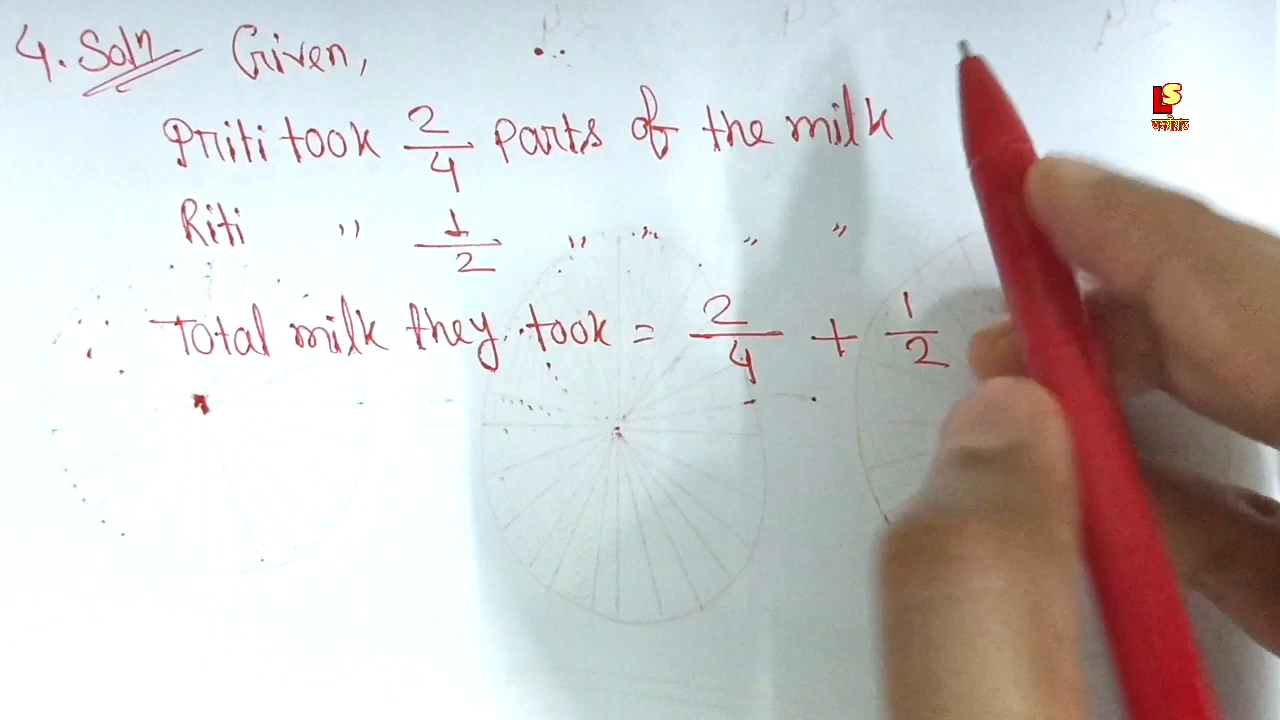 4. Soln Given,
Priti took 2/4 parts of the milk
Riti " 1/2 " " " "
Total milk they took = 2/4 + 1/2
LS